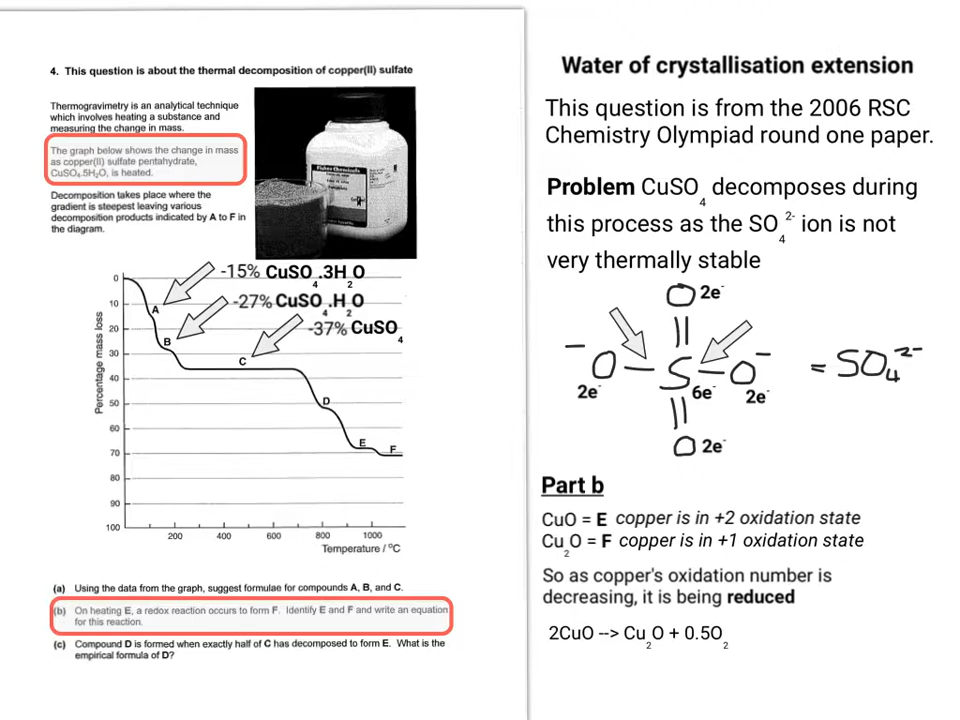 4. This question is about the thermal decomposition of copper(II) sulfate
Thermogravimetry is an analytical technique
which involves heating a substance and
measuring the change in mass.
The graph below shows the change in mass
as copper(II) sulfate pentahydrate,
CuSO₄.5H₂O, is heated.
Decomposition takes place where the
gradient is steepest leaving various
decomposition products indicated by A to F in
the diagram.
Fisher Chemicals
-15% CuSO₄.3H₂O
-27% CuSO₄.H₂O
-37% CuSO₄
Percentage mass loss
0
10
20
30
40
50
60
70
80
90
100
A
B
C
D
E
F
200 400 600 800 1000
Temperature / °C
(a) Using the data from the graph, suggest formulae for compounds A, B, and C.
(b) On heating E, a redox reaction occurs to form F. Identify E and F and write an equation
for this reaction.
(c) Compound D is formed when exactly half of C has decomposed to form E. What is the
empirical formula of D?
Water of crystallisation extension
This question is from the 2006 RSC
Chemistry Olympiad round one paper.
Problem CuSO₄ decomposes during
this process as the SO₄²⁻ ion is not
very thermally stable
O 2e⁻
⁻O – S – O⁻ = SO₄²⁻
2e⁻ 6e⁻ 2e⁻
O 2e⁻
Part b
CuO = E copper is in +2 oxidation state
Cu₂O = F copper is in +1 oxidation state
So as copper's oxidation number is
decreasing, it is being reduced
2CuO --> Cu₂O + 0.5O₂